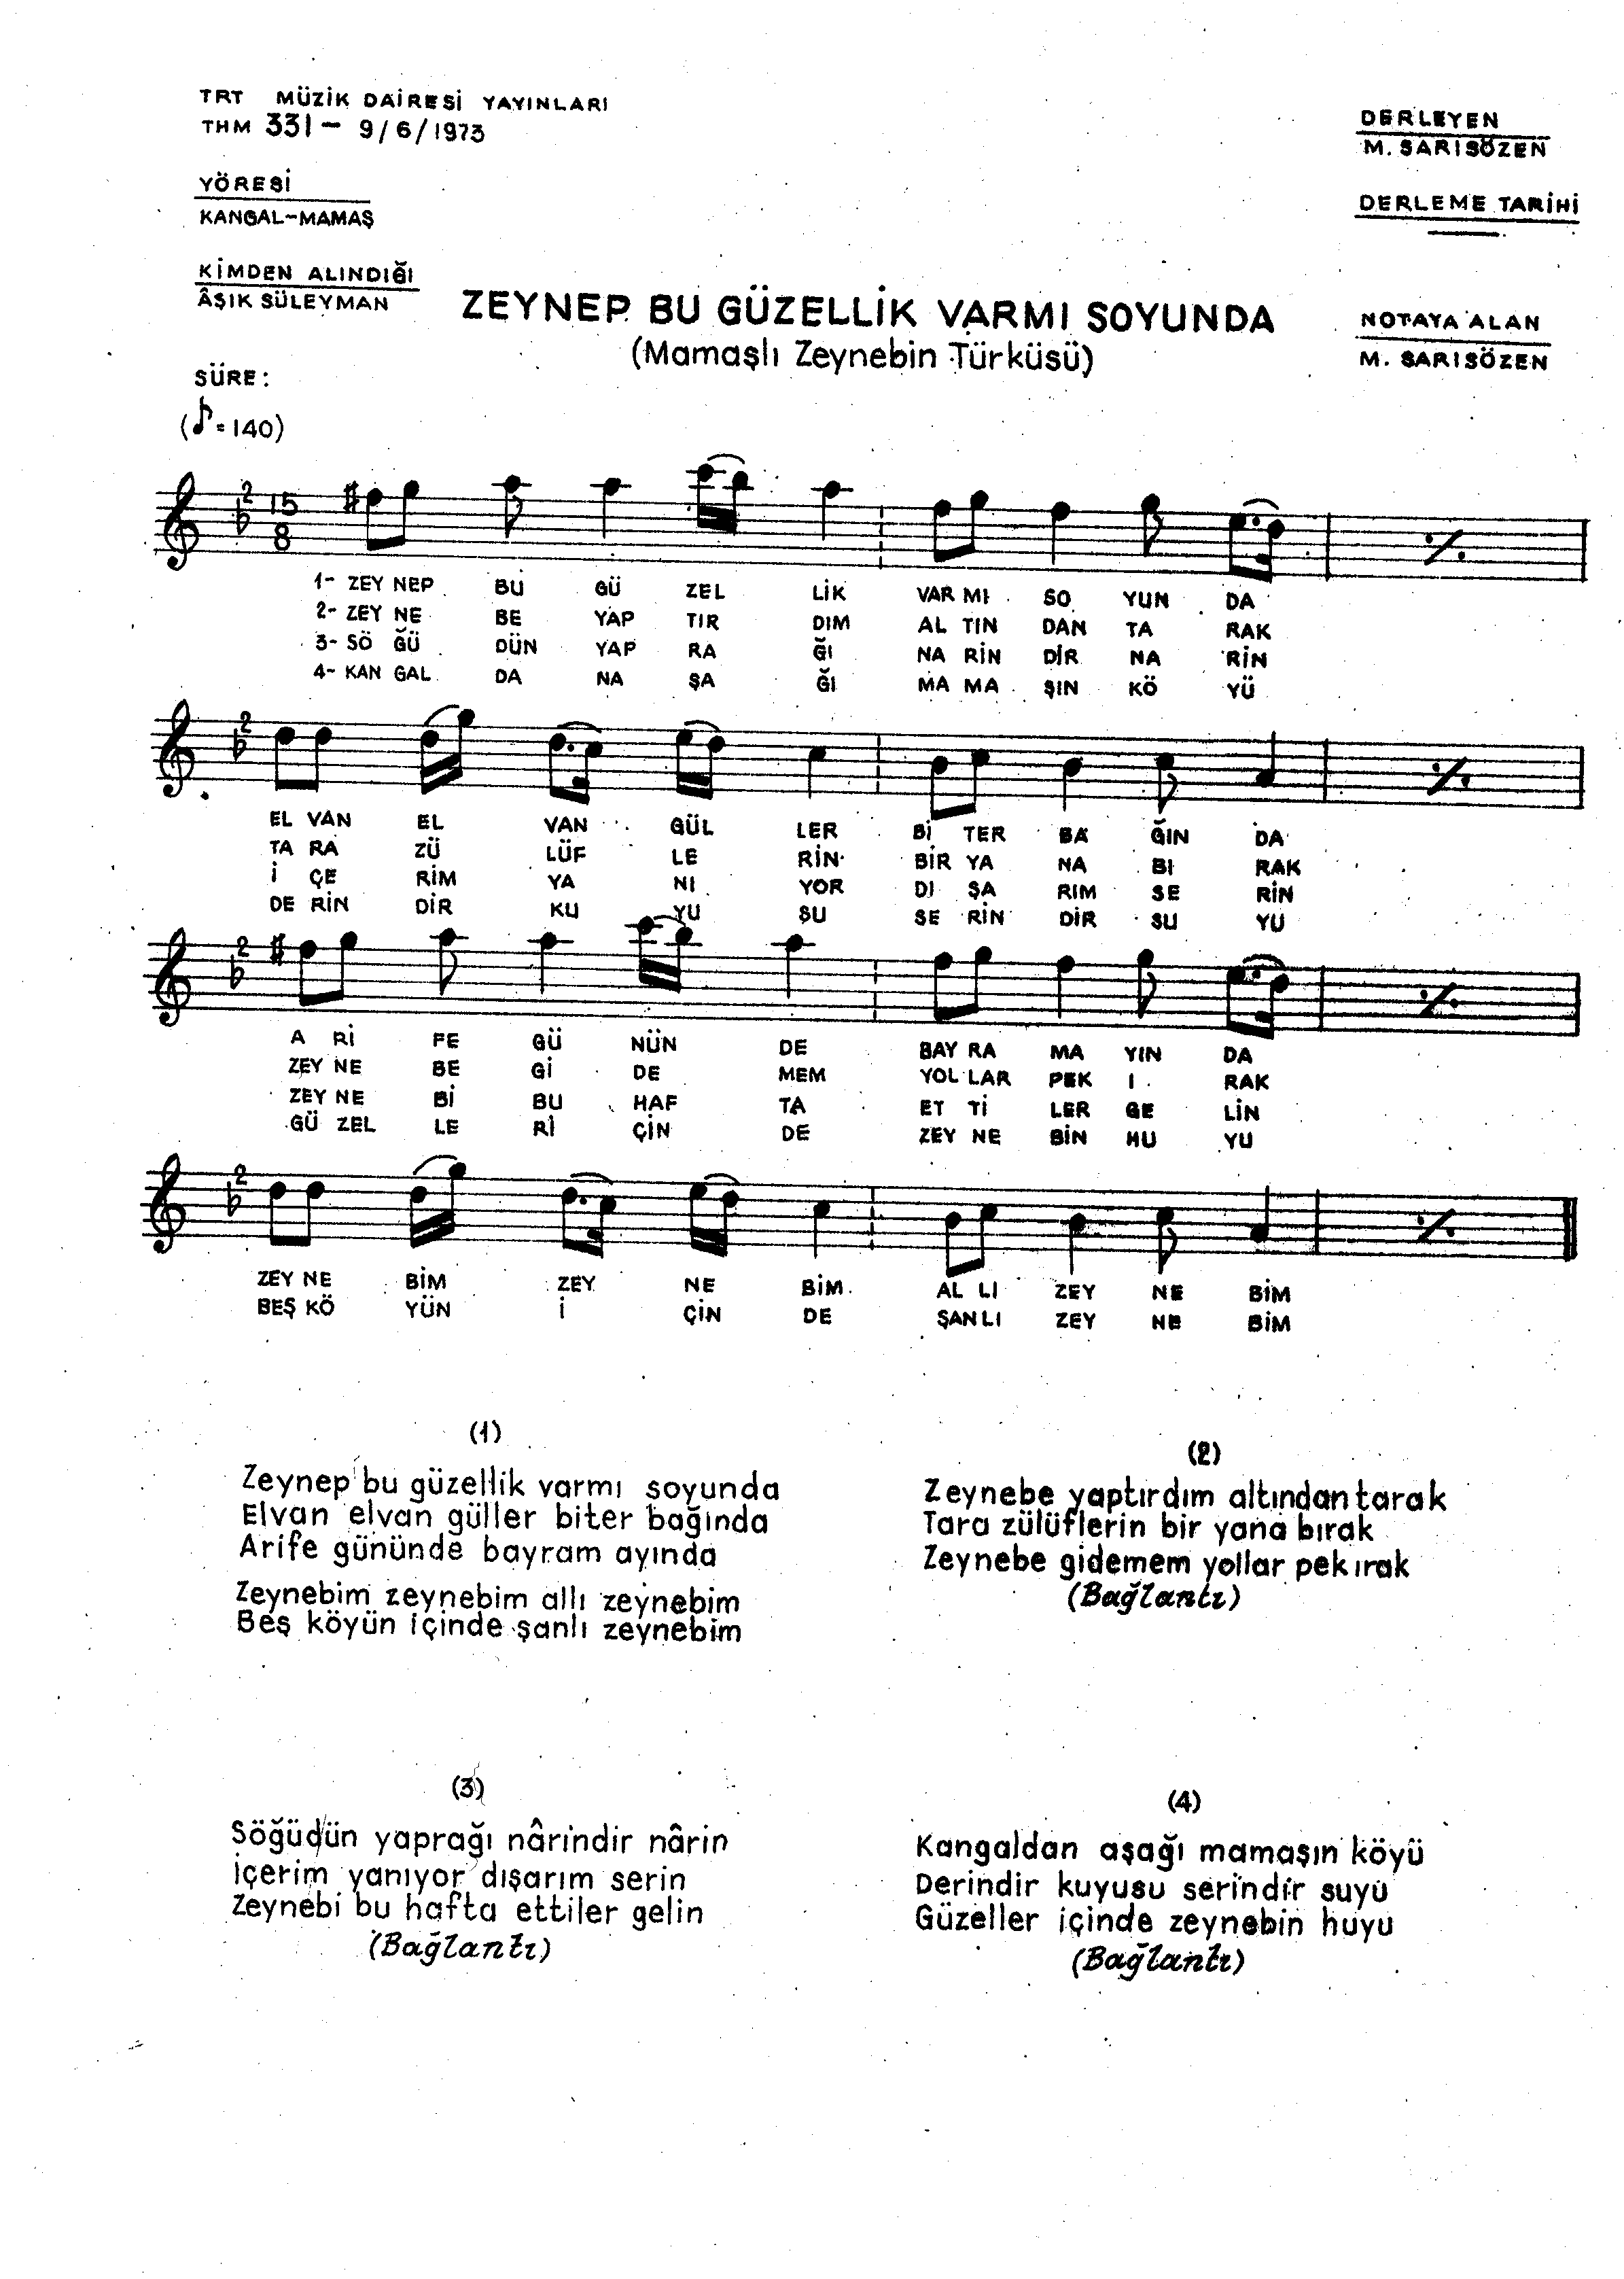 TRT MÜZİK DAİRESİ YAYINLARI
THM 331 - 9/6/1973
YÖRESİ
KANGAL-MAMAŞ
KİMDEN ALINDIĞI
ÂŞIK SÜLEYMAN
DERLEYEN
M. SARISÖZEN
DERLEME TARİHİ
NOTAYA ALAN
M. SARISÖZEN
ZEYNEP BU GÜZELLİK VARMI SOYUNDA
(Mamaşlı Zeynebin Türküsü)
SÜRE:
(♪=140)
2 15
8
1- ZEY NEP BU GÜ ZEL LİK VAR MI SO YUN DA
2- ZEY NE BE YAP TIR DIM AL TIN DAN TA RAK
3- SÖ ĞÜ DÜN YAP RA ĞI NA RİN DİR NA RİN
4- KAN GAL DA NA ŞA ĞI MA MA ŞIN KÖ YÜ
2
EL VAN EL VAN GÜL LER Bİ TER BA ĞIN DA
TA RA ZÜ LÜF LE RİN BİR YA NA BI RAK
İ ÇE RİM YA NI YOR DI ŞA RIM SE RİN
DE RİN DİR KU YU SU SE RİN DİR SU YU
2
A Rİ FE GÜ NÜN DE BAY RA MA YIN DA
ZEY NE BE Gİ DE MEM YOL LAR PEK I RAK
ZEY NE Bİ BU HAF TA ET Tİ LER GE LİN
GÜ ZEL LE Rİ ÇİN DE ZEY NE BİN HU YU
2
ZEY NE BİM ZEY NE BİM AL LI ZEY NE BİM
BEŞ KÖ YÜN İ ÇİN DE ŞAN LI ZEY NE BİM
(1)
Zeynep bu güzellik varmı soyunda
Elvan elvan güller biter bağında
Arife gününde bayram ayında
Zeynebim zeynebim allı zeynebim
Beş köyün içinde şanlı zeynebim
(2)
Zeynebe yaptırdım altından tarak
Tara zülüflerin bir yana bırak
Zeynebe gidemem yollar pek ırak
(Bağlantı)
(3)
Söğüdün yaprağı nârindir nârin
İçerim yanıyor dışarım serin
Zeynebi bu hafta ettiler gelin
(Bağlantı)
(4)
Kangaldan aşağı mamaşın köyü
Derindir kuyusu serindir suyu
Güzeller içinde zeynebin huyu
(Bağlantı)